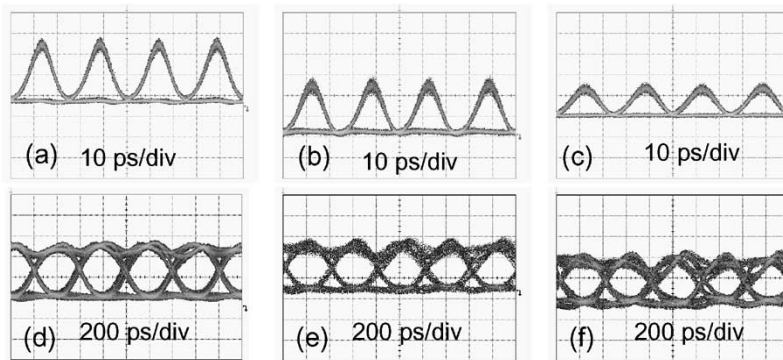 (a) 10 ps/div
(b) 10 ps/div
(c) 10 ps/div
(d) 200 ps/div
(e) 200 ps/div
(f) 200 ps/div